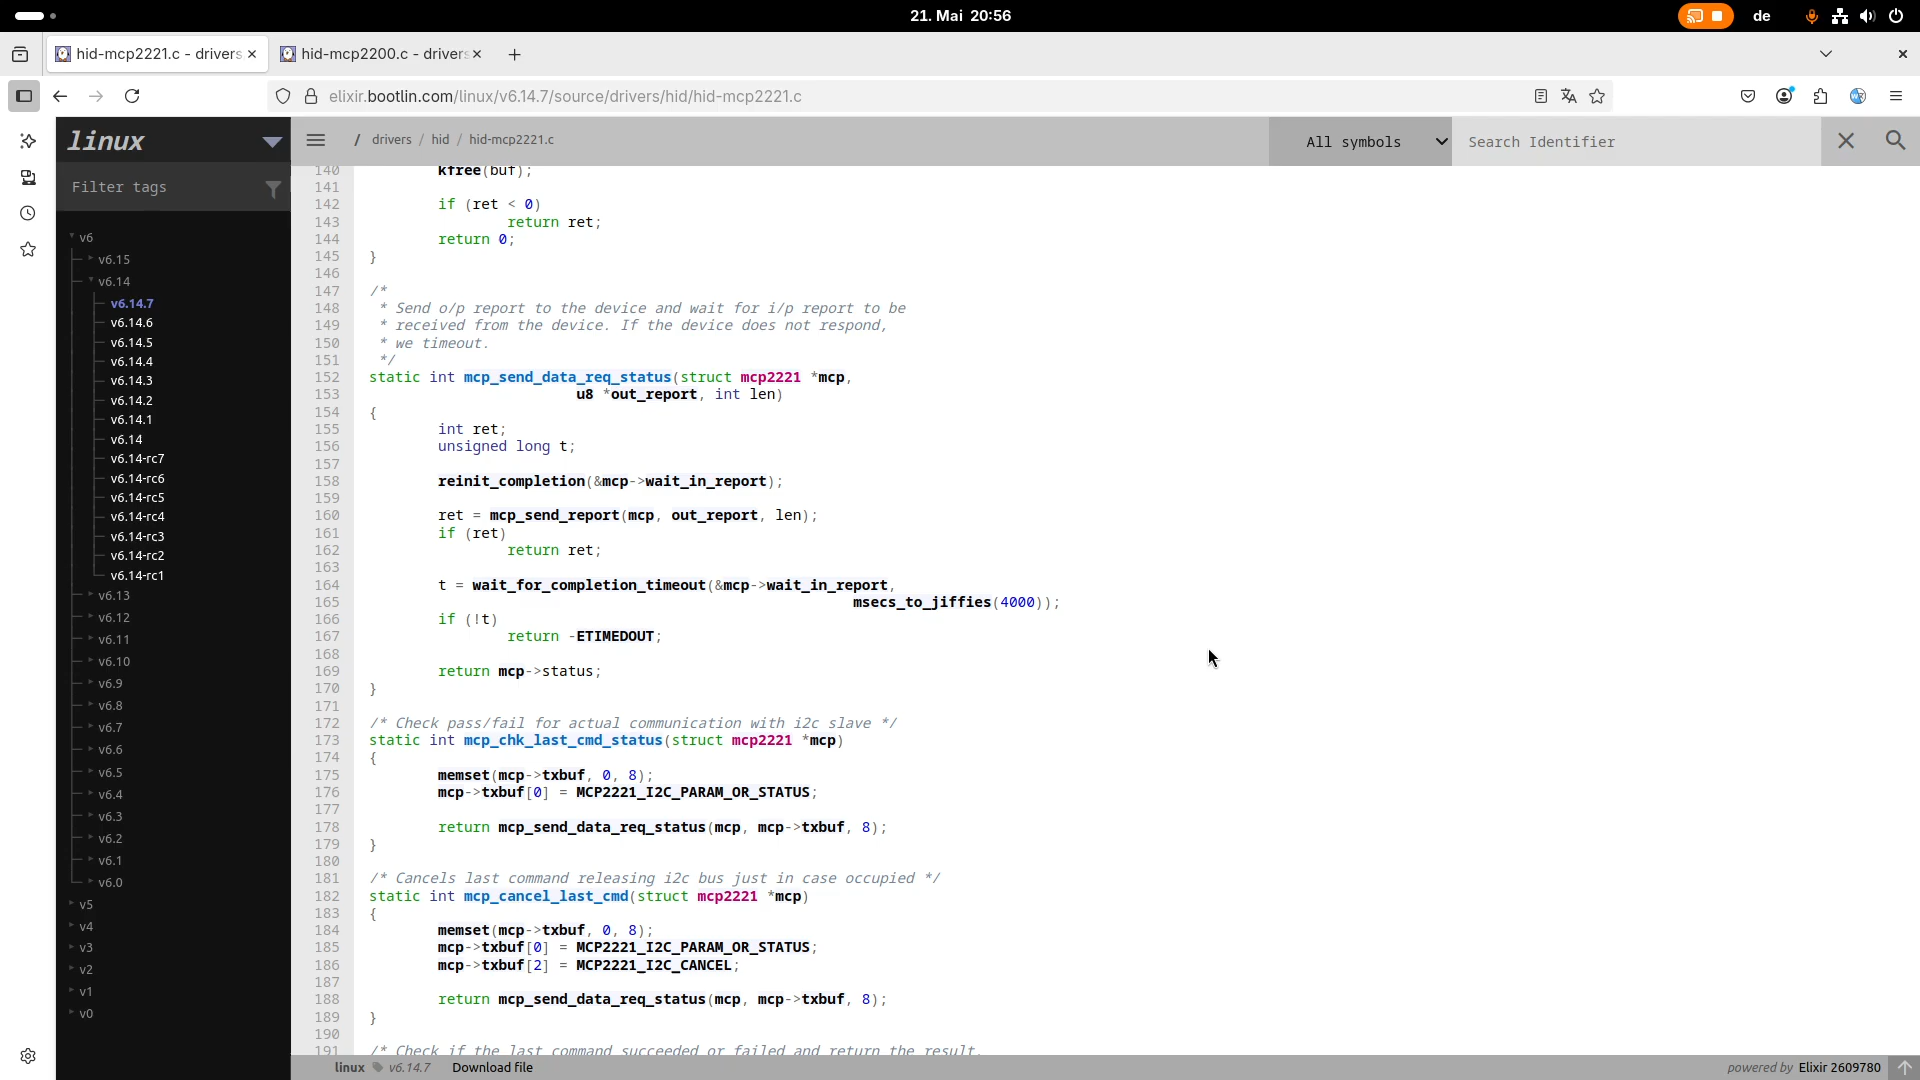 21. Mai 20:56
de
hid-mcp2221.c - drivers
hid-mcp2200.c - driver
elixir.bootlin.com/linux/v6.14.7/source/drivers/hid/hid-mcp2221.c
linux
/ drivers / hid / hid-mcp2221.c
All symbols
Search Identifier
Filter tags
v6
v6.15
v6.14
v6.14.7
v6.14.6
v6.14.5
v6.14.4
v6.14.3
v6.14.2
v6.14.1
v6.14
v6.14-rc7
v6.14-rc6
v6.14-rc5
v6.14-rc4
v6.14-rc3
v6.14-rc2
v6.14-rc1
v6.13
v6.12
v6.11
v6.10
v6.9
v6.8
v6.7
v6.6
v6.5
v6.4
v6.3
v6.2
v6.1
v6.0
v5
v4
v3
v2
v1
v0
140 kfree(buf);
141
142 if (ret < 0)
143 return ret;
144 return 0;
145 }
146
147 /*
148 * Send o/p report to the device and wait for i/p report to be
149 * received from the device. If the device does not respond,
150 * we timeout.
151 */
152 static int mcp_send_data_req_status(struct mcp2221 *mcp,
153 u8 *out_report, int len)
154 {
155 int ret;
156 unsigned long t;
157
158 reinit_completion(&mcp->wait_in_report);
159
160 ret = mcp_send_report(mcp, out_report, len);
161 if (ret)
162 return ret;
163
164 t = wait_for_completion_timeout(&mcp->wait_in_report,
165 msecs_to_jiffies(4000));
166 if (!t)
167 return -ETIMEDOUT;
168
169 return mcp->status;
170 }
171
172 /* Check pass/fail for actual communication with i2c slave */
173 static int mcp_chk_last_cmd_status(struct mcp2221 *mcp)
174 {
175 memset(mcp->txbuf, 0, 8);
176 mcp->txbuf[0] = MCP2221_I2C_PARAM_OR_STATUS;
177
178 return mcp_send_data_req_status(mcp, mcp->txbuf, 8);
179 }
180
181 /* Cancels last command releasing i2c bus just in case occupied */
182 static int mcp_cancel_last_cmd(struct mcp2221 *mcp)
183 {
184 memset(mcp->txbuf, 0, 8);
185 mcp->txbuf[0] = MCP2221_I2C_PARAM_OR_STATUS;
186 mcp->txbuf[2] = MCP2221_I2C_CANCEL;
187
188 return mcp_send_data_req_status(mcp, mcp->txbuf, 8);
189 }
190
191 /* Check if the last command succeeded or failed and return the result.
linux v6.14.7 Download file
powered by Elixir 2609780